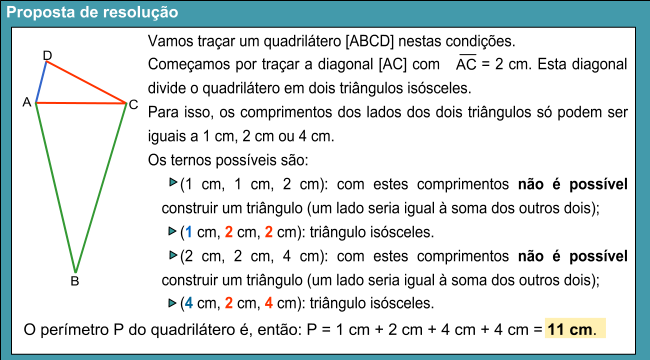 Proposta de resolução
Vamos traçar um quadrilátero [ABCD] nestas condições.
Começamos por traçar a diagonal [AC] com AC = 2 cm. Esta diagonal
divide o quadrilátero em dois triângulos isósceles.
Para isso, os comprimentos dos lados dos dois triângulos só podem ser
iguais a 1 cm, 2 cm ou 4 cm.
Os ternos possíveis são:
(1 cm, 1 cm, 2 cm): com estes comprimentos não é possível
construir um triângulo (um lado seria igual à soma dos outros dois);
(1 cm, 2 cm, 2 cm): triângulo isósceles.
(2 cm, 2 cm, 4 cm): com estes comprimentos não é possível
construir um triângulo (um lado seria igual à soma dos outros dois);
(4 cm, 2 cm, 4 cm): triângulo isósceles.
O perímetro P do quadrilátero é, então: P = 1 cm + 2 cm + 4 cm + 4 cm = 11 cm.
D
A
C
B